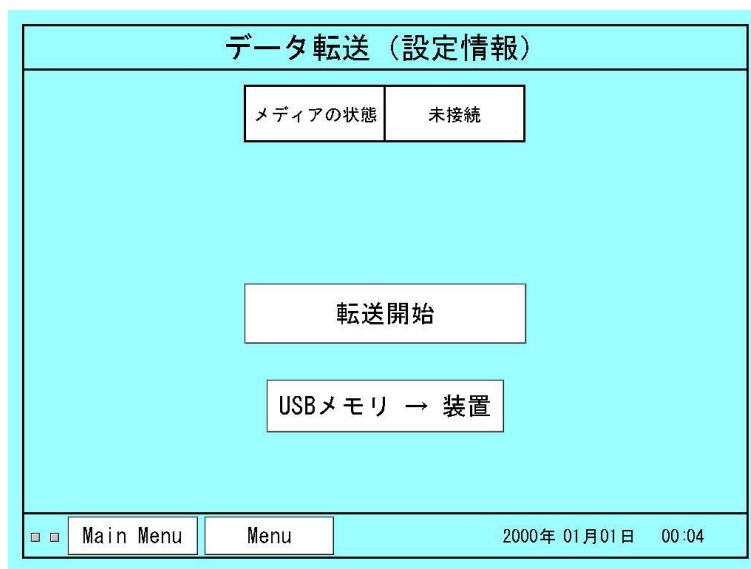 データ転送（設定情報）
メディアの状態 未接続
転送開始
USBメモリ → 装置
Main Menu Menu 2000年 01月01日 00:04